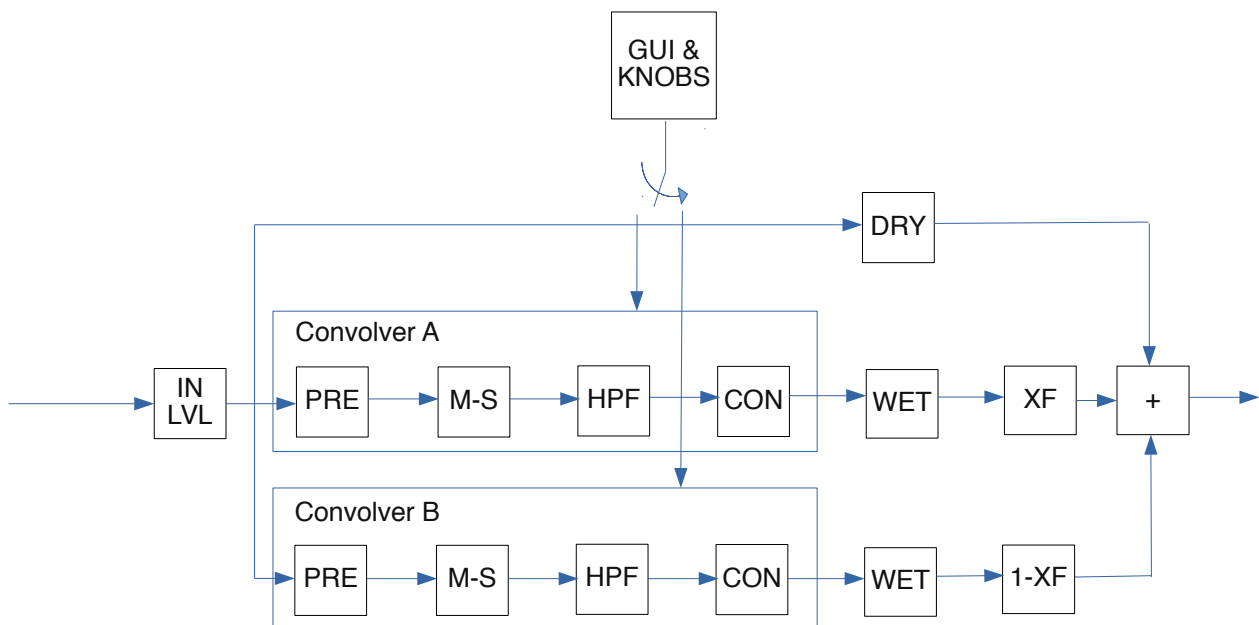 GUI &
KNOBS
DRY
Convolver A
IN
LVL
PRE
M-S
HPF
CON
WET
XF
+
Convolver B
PRE
M-S
HPF
CON
WET
1-XF